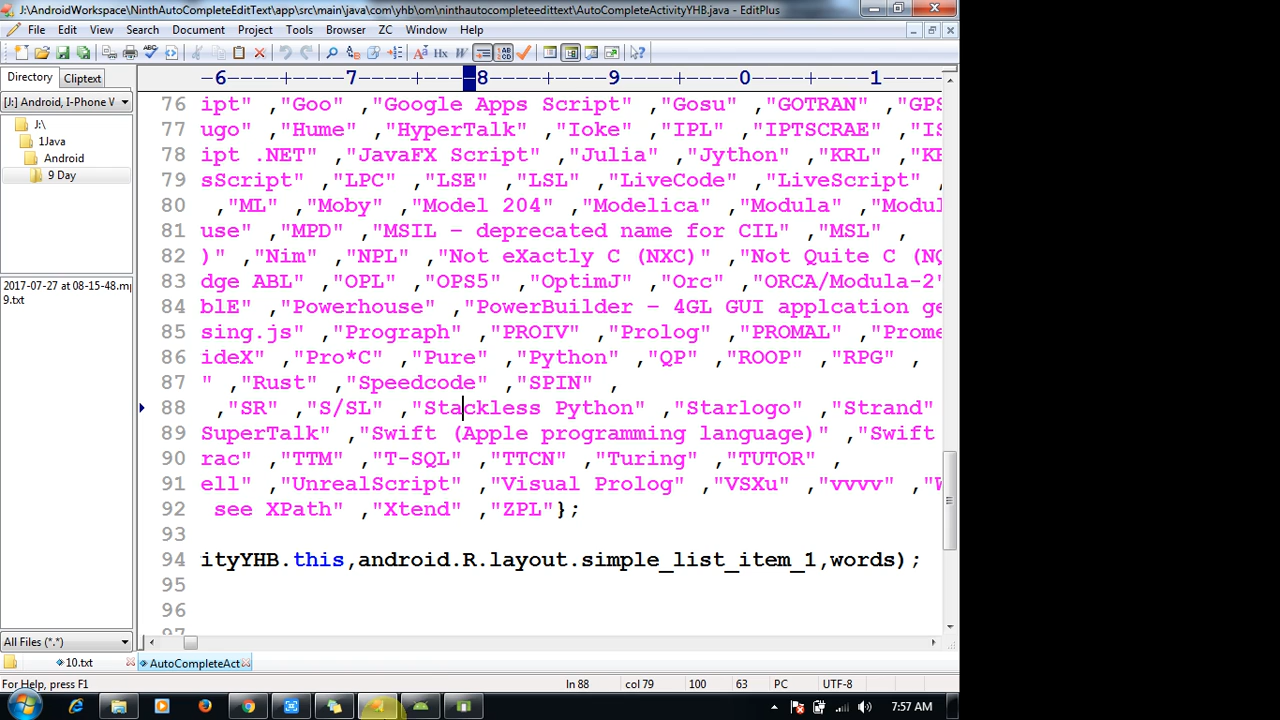 J:\AndroidWorkspace\NinthAutoCompleteEditText\app\src\main\java\com\yhb\om\ninthautocompleteedittext\AutoCompleteActivityYHB.java - EditPlus
File Edit View Search Document Project Tools Browser ZC Window Help
Directory Cliptext
[J:] Android, I-Phone W
J:\
1Java
Android
9 Day
2017-07-27 at 08-15-48.mp
9.txt
All Files (*.*)
6 7 8 9 0 1
76 ipt" ,"Goo" ,"Google Apps Script" ,"Gosu" ,"GOTRAN" ,"GPS
77 ugo" ,"Hume" ,"HyperTalk" ,"Ioke" ,"IPL" ,"IPTSCRAE" ,"IS
78 ipt .NET" ,"JavaFX Script" ,"Julia" ,"Jython" ,"KRL" ,"KR
79 sScript" ,"LPC" ,"LSE" ,"LSL" ,"LiveCode" ,"LiveScript" ,
80 ,"ML" ,"Moby" ,"Model 204" ,"Modelica" ,"Modula" ,"Modul
81 use" ,"MPD" ,"MSIL – deprecated name for CIL" ,"MSL" ,
82 )" ,"Nim" ,"NPL" ,"Not eXactly C (NXC)" ,"Not Quite C (NQ
83 dge ABL" ,"OPL" ,"OPS5" ,"OptimJ" ,"Orc" ,"ORCA/Modula-2"
84 blE" ,"Powerhouse" ,"PowerBuilder – 4GL GUI applcation ge
85 sing.js" ,"Prograph" ,"PROIV" ,"Prolog" ,"PROMAL" ,"Prome
86 ideX" ,"Pro*C" ,"Pure" ,"Python" ,"QP" ,"ROOP" ,"RPG" ,
87 " ,"Rust" ,"Speedcode" ,"SPIN" ,
88 ,"SR" ,"S/SL" ,"Stackless Python" ,"Starlogo" ,"Strand"
89 SuperTalk" ,"Swift (Apple programming language)" ,"Swift
90 rac" ,"TTM" ,"T-SQL" ,"TTCN" ,"Turing" ,"TUTOR" ,
91 ell" ,"UnrealScript" ,"Visual Prolog" ,"VSXu" ,"vvvv" ,"W
92 see XPath" ,"Xtend" ,"ZPL"};
93
94 ityYHB.this,android.R.layout.simple_list_item_1,words);
95
96
97
10.txt AutoCompleteAct
For Help, press F1 ln 88 col 79 100 63 PC UTF-8
7:57 AM